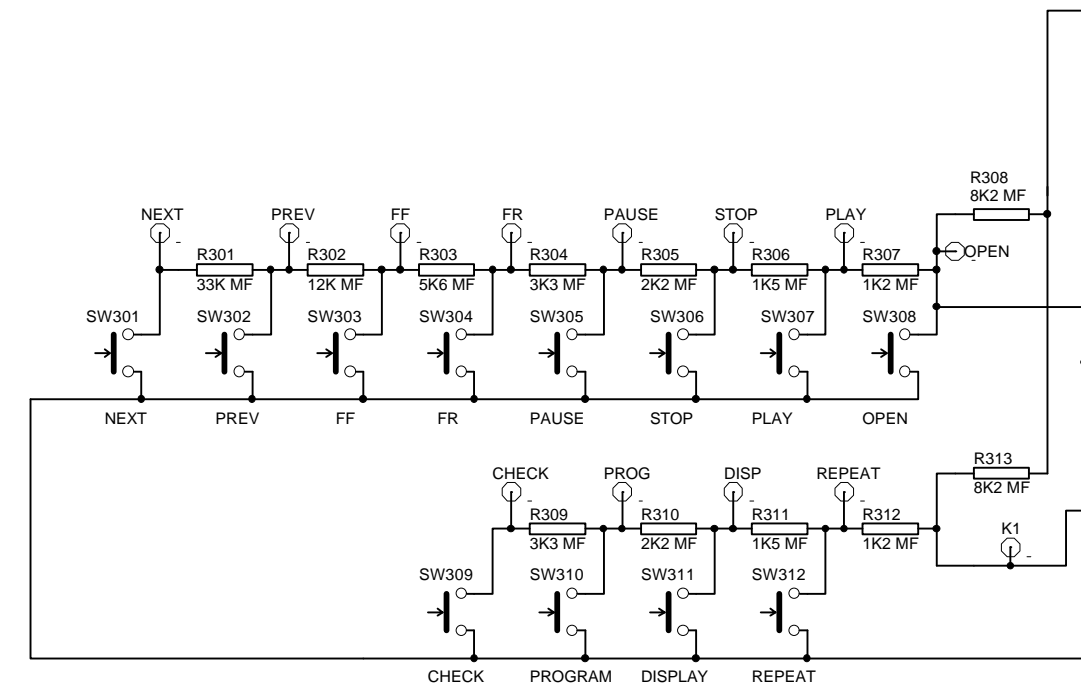 R308
8K2 MF
NEXT PREV FF FR PAUSE STOP PLAY
OPEN
R301 R302 R303 R304 R305 R306 R307
33K MF 12K MF 5K6 MF 3K3 MF 2K2 MF 1K5 MF 1K2 MF
SW301 SW302 SW303 SW304 SW305 SW306 SW307 SW308
NEXT PREV FF FR PAUSE STOP PLAY OPEN
R313
8K2 MF
CHECK PROG DISP REPEAT
R309 R310 R311 R312 K1
3K3 MF 2K2 MF 1K5 MF 1K2 MF
SW309 SW310 SW311 SW312
CHECK PROGRAM DISPLAY REPEAT